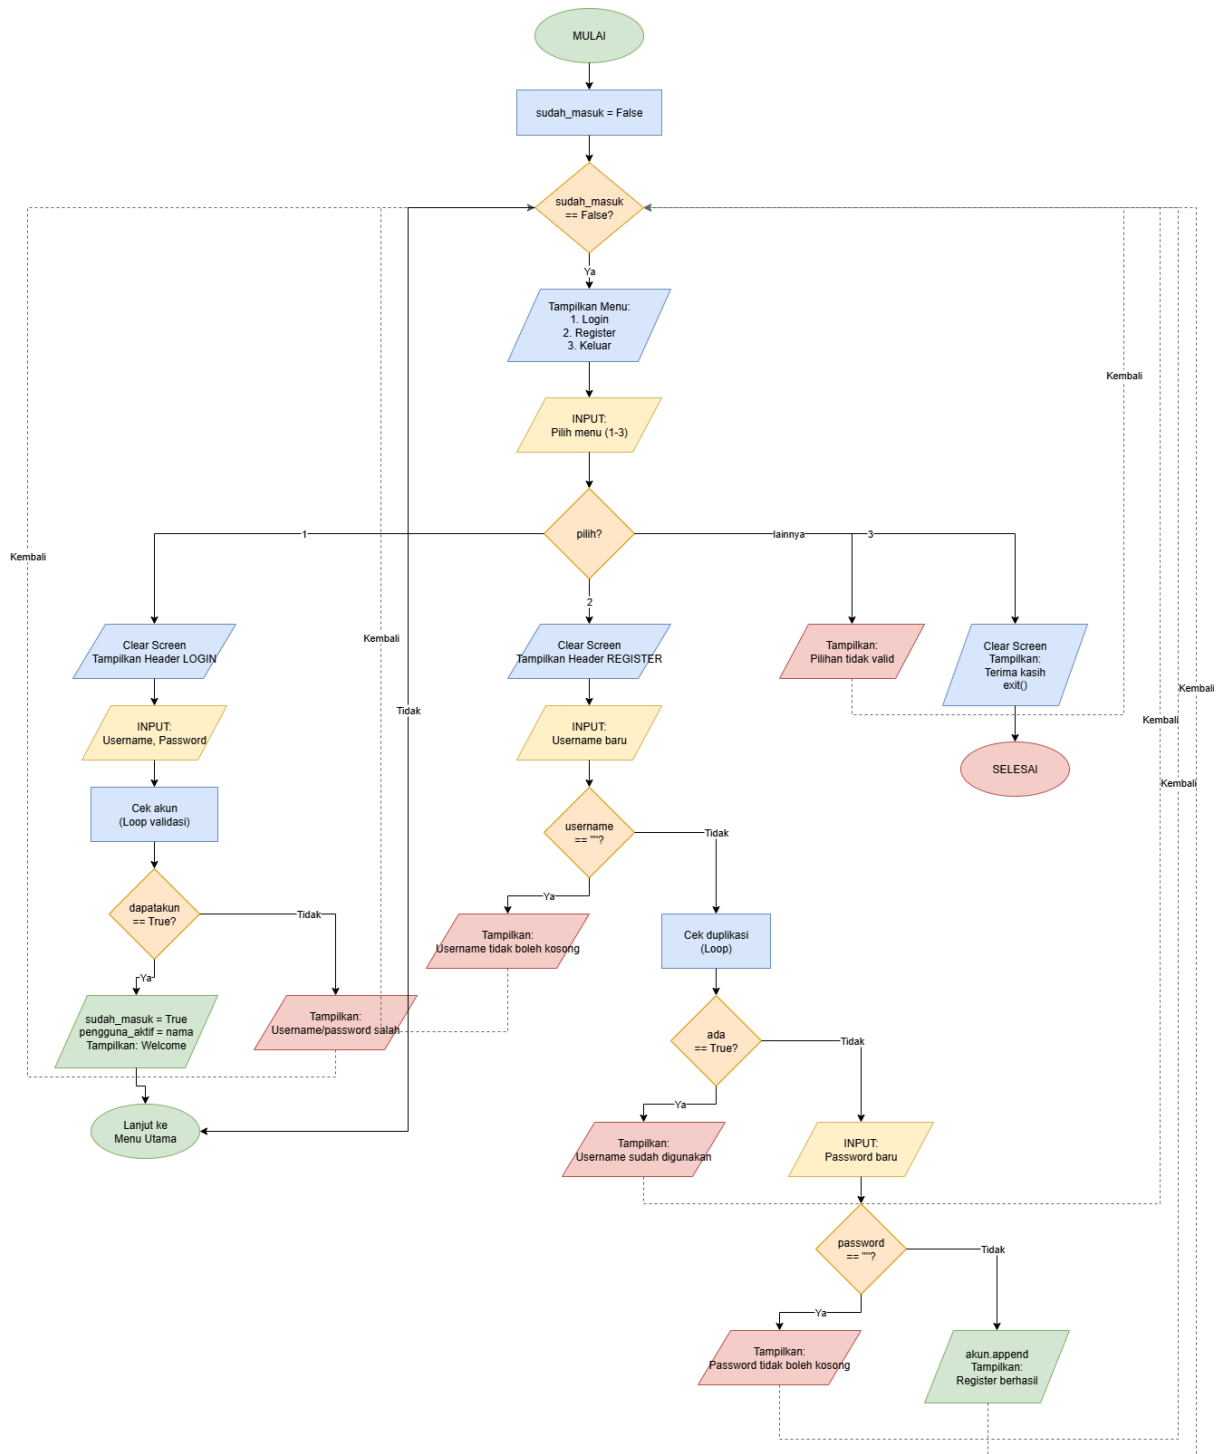 MULAI
sudah_masuk = False
sudah_masuk
== False?
Ya
Tampilkan Menu:
1. Login
2. Register
3. Keluar
Kembali
INPUT:
Pilih menu (1-3)
pilih?
1
lainnya
3
Kembali
2
Kembali
Clear Screen
Tampilkan Header LOGIN
Clear Screen
Tampilkan Header REGISTER
Tampilkan:
Pilihan tidak valid
Clear Screen
Tampilkan:
Terima kasih
exit()
Kembali
Tidak
Kembali
INPUT:
Username, Password
INPUT:
Username baru
SELESAI
Kembali
Cek akun
(Loop validasi)
username
== ""?
Tidak
dapatakun
== True?
Tidak
Ya
Tampilkan:
Username tidak boleh kosong
Cek duplikasi
(Loop)
Ya
sudah_masuk = True
pengguna_aktif = nama
Tampilkan: Welcome
Tampilkan:
Username/password salah
ada
== True?
Tidak
Ya
Lanjut ke
Menu Utama
Tampilkan:
Username sudah digunakan
INPUT:
Password baru
password
== ""?
Tidak
Ya
Tampilkan:
Password tidak boleh kosong
akun.append
Tampilkan:
Register berhasil